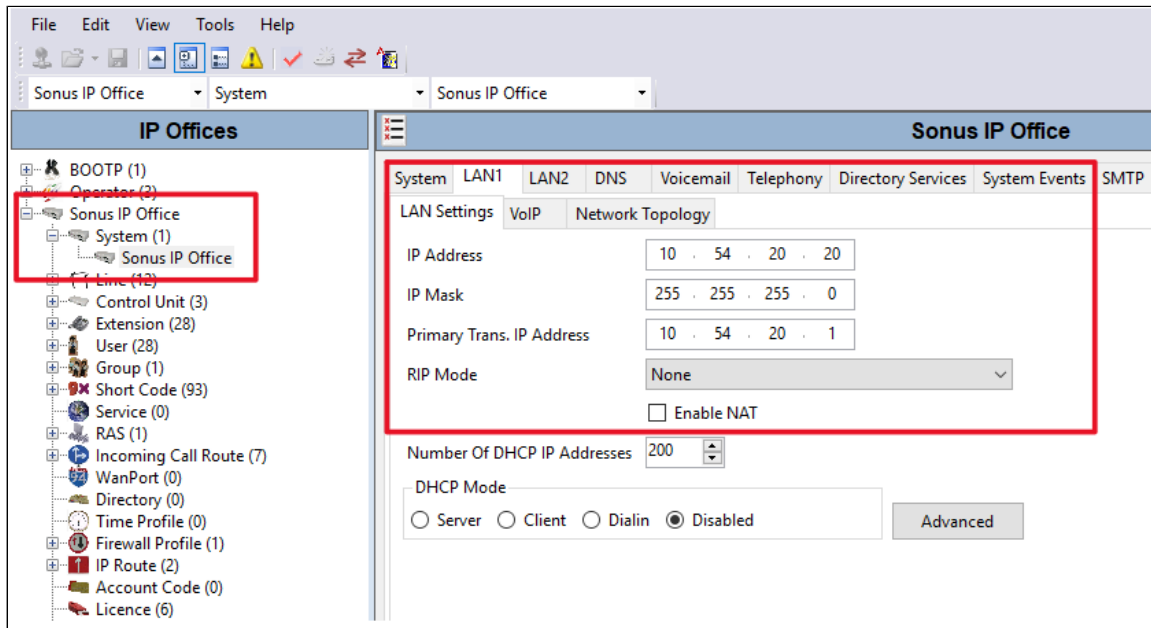 File Edit View Tools Help
Sonus IP Office System Sonus IP Office
IP Offices
BOOTP (1)
Operator (3)
Sonus IP Office
System (1)
Sonus IP Office
Line (12)
Control Unit (3)
Extension (28)
User (28)
Group (1)
Short Code (93)
Service (0)
RAS (1)
Incoming Call Route (7)
WanPort (0)
Directory (0)
Time Profile (0)
Firewall Profile (1)
IP Route (2)
Account Code (0)
Licence (6)
Sonus IP Office
System LAN1 LAN2 DNS Voicemail Telephony Directory Services System Events SMTP
LAN Settings VoIP Network Topology
IP Address 10 . 54 . 20 . 20
IP Mask 255 . 255 . 255 . 0
Primary Trans. IP Address 10 . 54 . 20 . 1
RIP Mode None
Enable NAT
Number Of DHCP IP Addresses 200
DHCP Mode
Server Client Dialin Disabled Advanced